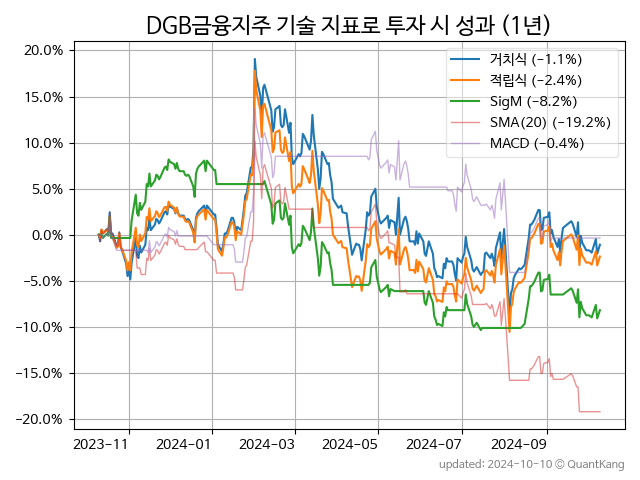 DGB금융지주 기술 지표로 투자 시 성과 (1년)
20.0%
15.0%
10.0%
5.0%
0.0%
−5.0%
−10.0%
−15.0%
−20.0%
거치식 (−1.1%)
적립식 (−2.4%)
SigM (−8.2%)
SMA(20) (−19.2%)
MACD (−0.4%)
2023-11 2024-01 2024-03 2024-05 2024-07 2024-09
updated: 2024-10-10 © QuantKang